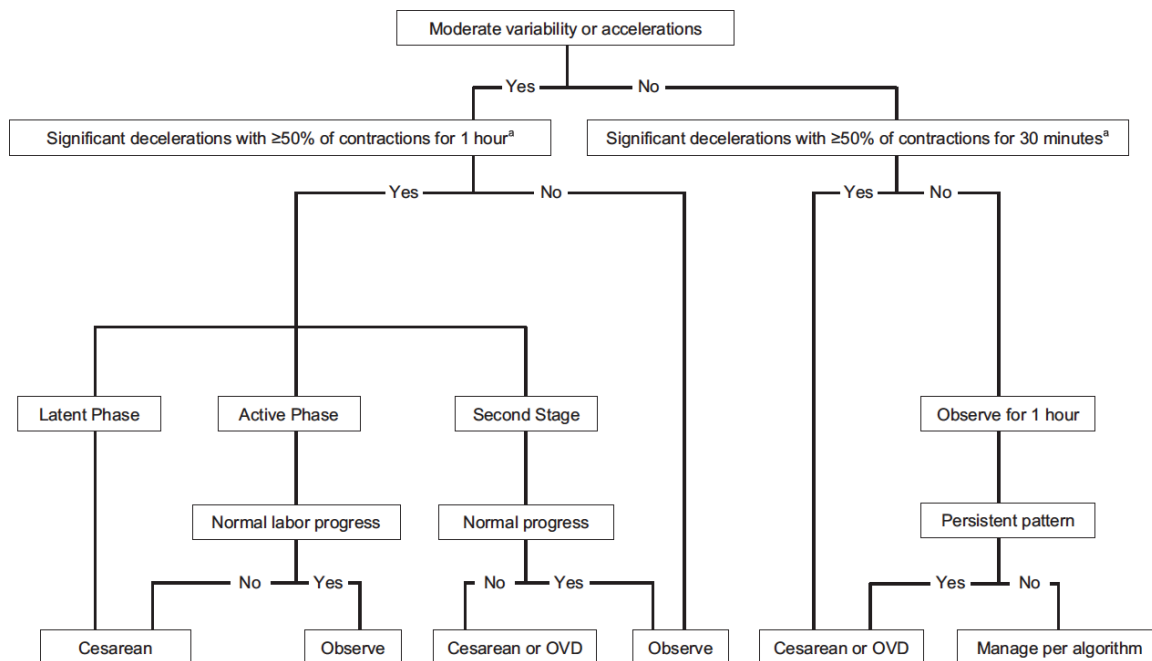 Moderate variability or accelerations
Yes No
Significant decelerations with ≥50% of contractions for 1 hourᵃ
Significant decelerations with ≥50% of contractions for 30 minutesᵃ
Yes No
Yes No
Latent Phase
Active Phase
Second Stage
Observe for 1 hour
Normal labor progress
Normal progress
Persistent pattern
No Yes
No Yes
Yes No
Cesarean
Observe
Cesarean or OVD
Observe
Cesarean or OVD
Manage per algorithm